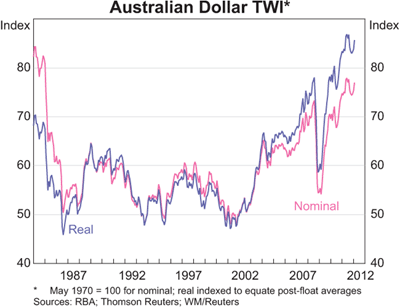 Australian Dollar TWI*
Index Index
80 80
70 70
60 60
50 50
Real Nominal
40 40
1987 1992 1997 2002 2007 2012
* May 1970 = 100 for nominal; real indexed to equate post-float averages
Sources: RBA; Thomson Reuters; WM/Reuters